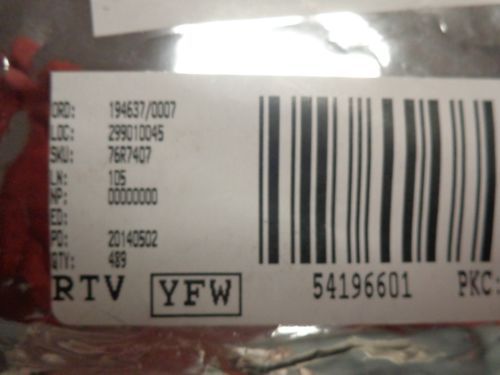 ORD: 194637/0007
LOC: 299010045
SKU: 76R7407
LN: 105
NP: 00000000
ED:
PD: 20140502
QTY: 489
RTV YFW 54196601 PKC: